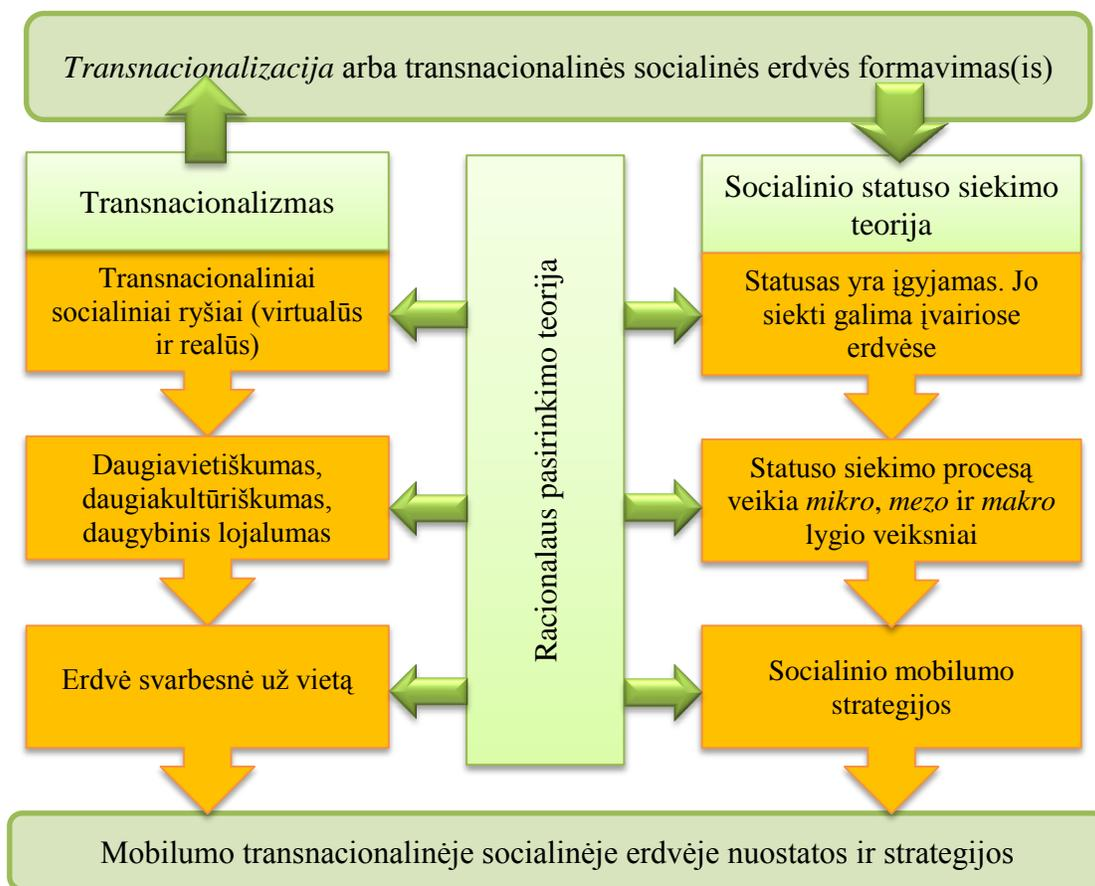 Transnacionalizacija arba transnacionalinės socialinės erdvės formavimas(is)
Transnacionalizmas
Transnacionaliniai
socialiniai ryšiai (virtualūs
ir realūs)
Daugiavietiškumas,
daugiakultūriškumas,
daugybinis lojalumas
Erdvė svarbesnė už vietą
Racionalaus pasirinkimo teorija
Socialinio statuso siekimo
teorija
Statusas yra įgyjamas. Jo
siekti galima įvairiose
erdvėse
Statuso siekimo procesą
veikia mikro, mezo ir makro
lygio veiksniai
Socialinio mobilumo
strategijos
Mobilumo transnacionalinėje socialinėje erdvėje nuostatos ir strategijos